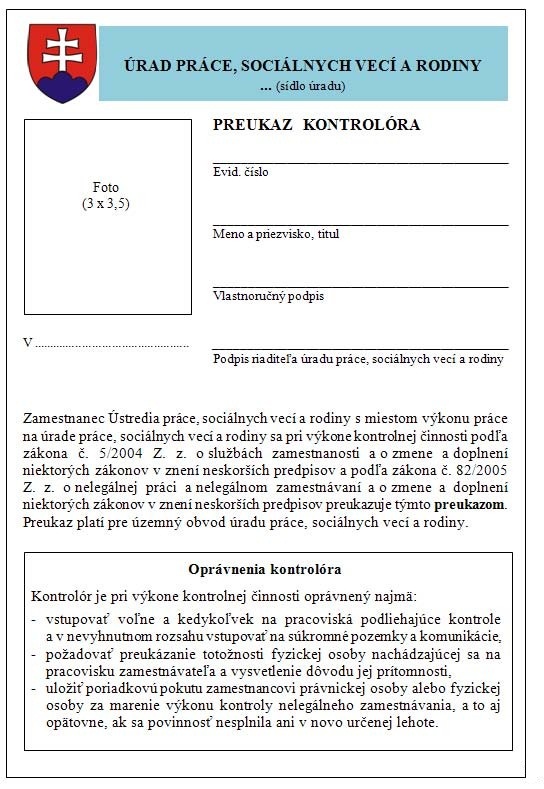 ÚRAD PRÁCE, SOCIÁLNYCH VECÍ A RODINY
... (sídlo úradu)
PREUKAZ KONTROLÓRA
Evid. číslo
Foto
(3 x 3,5)
Meno a priezvisko, titul
Vlastnoručný podpis
V ..................................................
Podpis riaditeľa úradu práce, sociálnych vecí a rodiny
Zamestnanec Ústredia práce, sociálnych vecí a rodiny s miestom výkonu práce
na úrade práce, sociálnych vecí a rodiny sa pri výkone kontrolnej činnosti podľa
zákona č. 5/2004 Z. z. o službách zamestnanosti a o zmene a doplnení
niektorých zákonov v znení neskorších predpisov a podľa zákona č. 82/2005
Z. z. o nelegálnej práci a nelegálnom zamestnávaní a o zmene a doplnení
niektorých zákonov v znení neskorších predpisov preukazuje týmto preukazom.
Preukaz platí pre územný obvod úradu práce, sociálnych vecí a rodiny.
Oprávnenia kontrolóra
Kontrolór je pri výkone kontrolnej činnosti oprávnený najmä:
- vstupovať voľne a kedykoľvek na pracoviská podliehajúce kontrole
a v nevyhnutnom rozsahu vstupovať na súkromné pozemky a komunikácie,
- požadovať preukázanie totožnosti fyzickej osoby nachádzajúcej sa na
pracovisku zamestnávateľa a vysvetlenie dôvodu jej prítomnosti,
- uložiť poriadkovú pokutu zamestnancovi právnickej osoby alebo fyzickej
osoby za marenie výkonu kontroly nelegálneho zamestnávania, a to aj
opätovne, ak sa povinnosť nesplnila ani v novo určenej lehote.